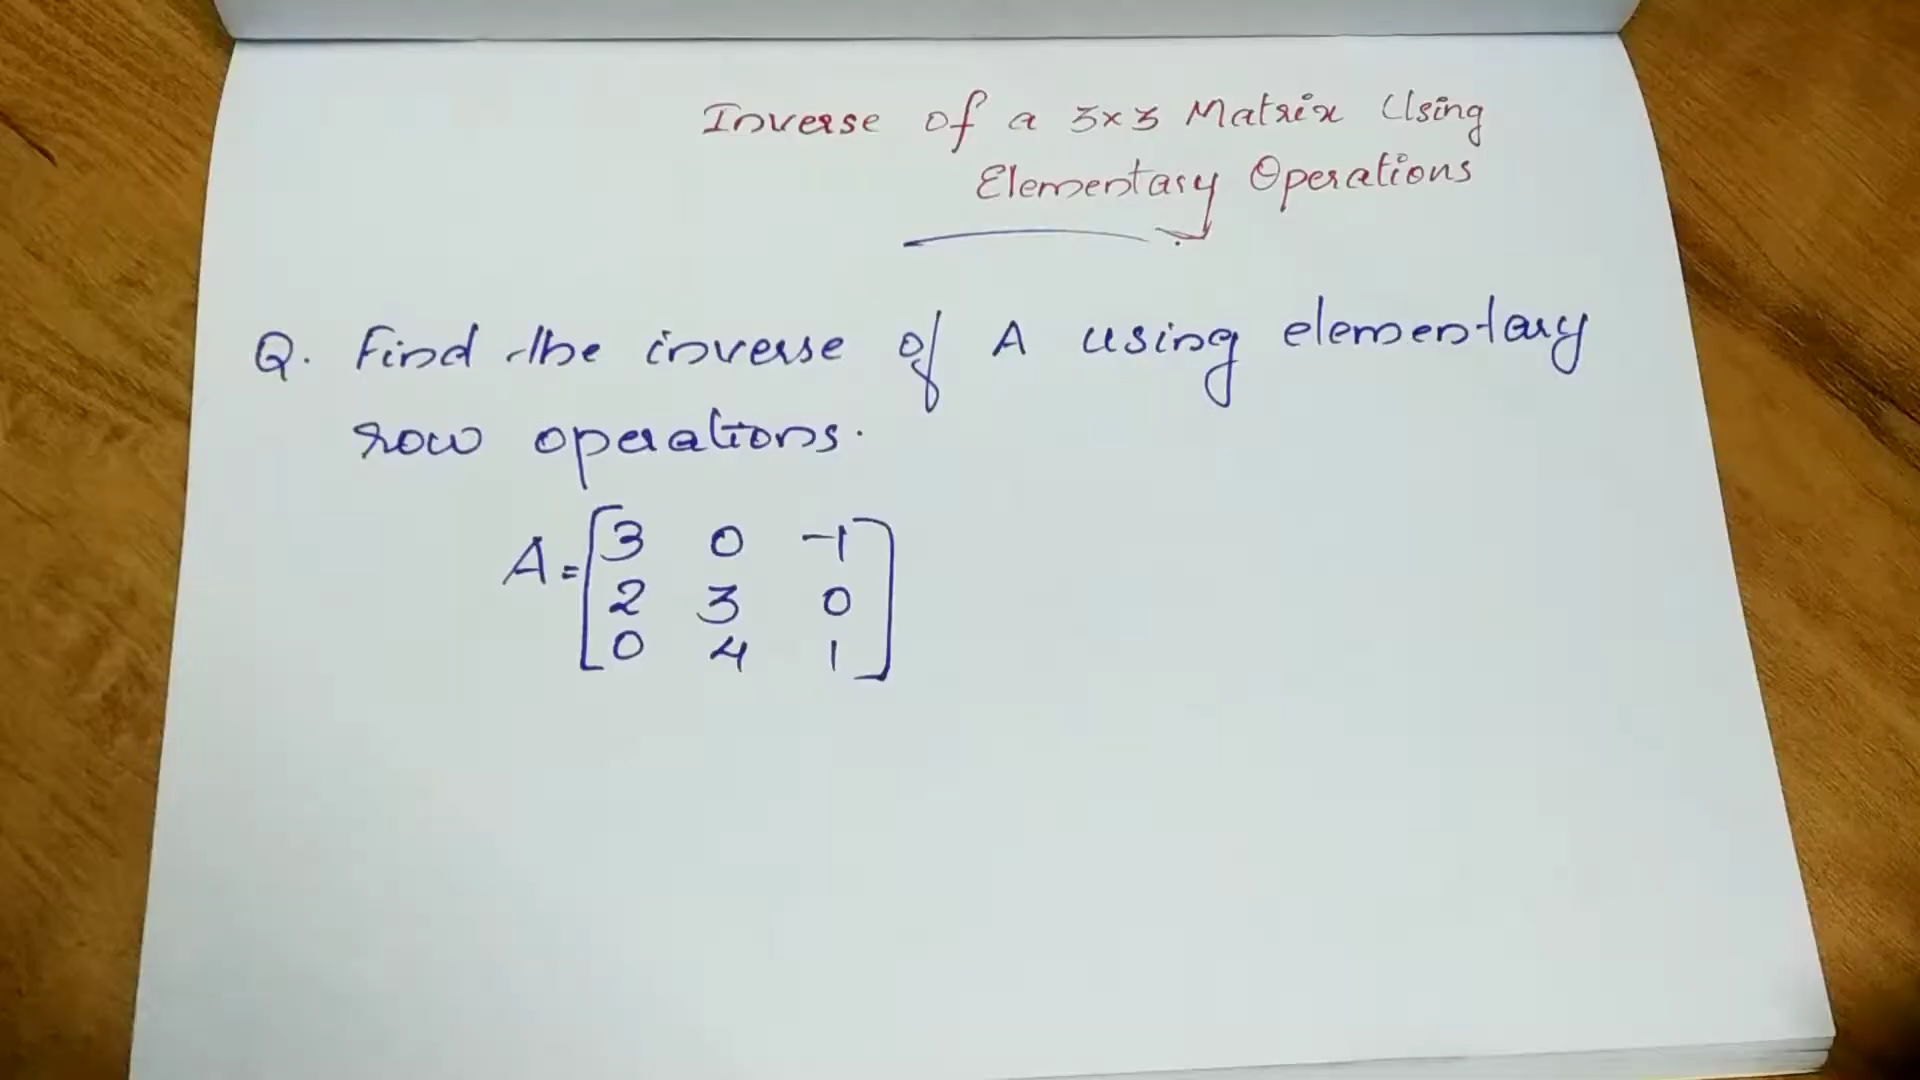 Inverse of a 3x3 Matrix Using
Elementary Operations
Q. Find the inverse of A using elementary
row operations.
A = [3 0 -1
2 3 0
0 4 1]